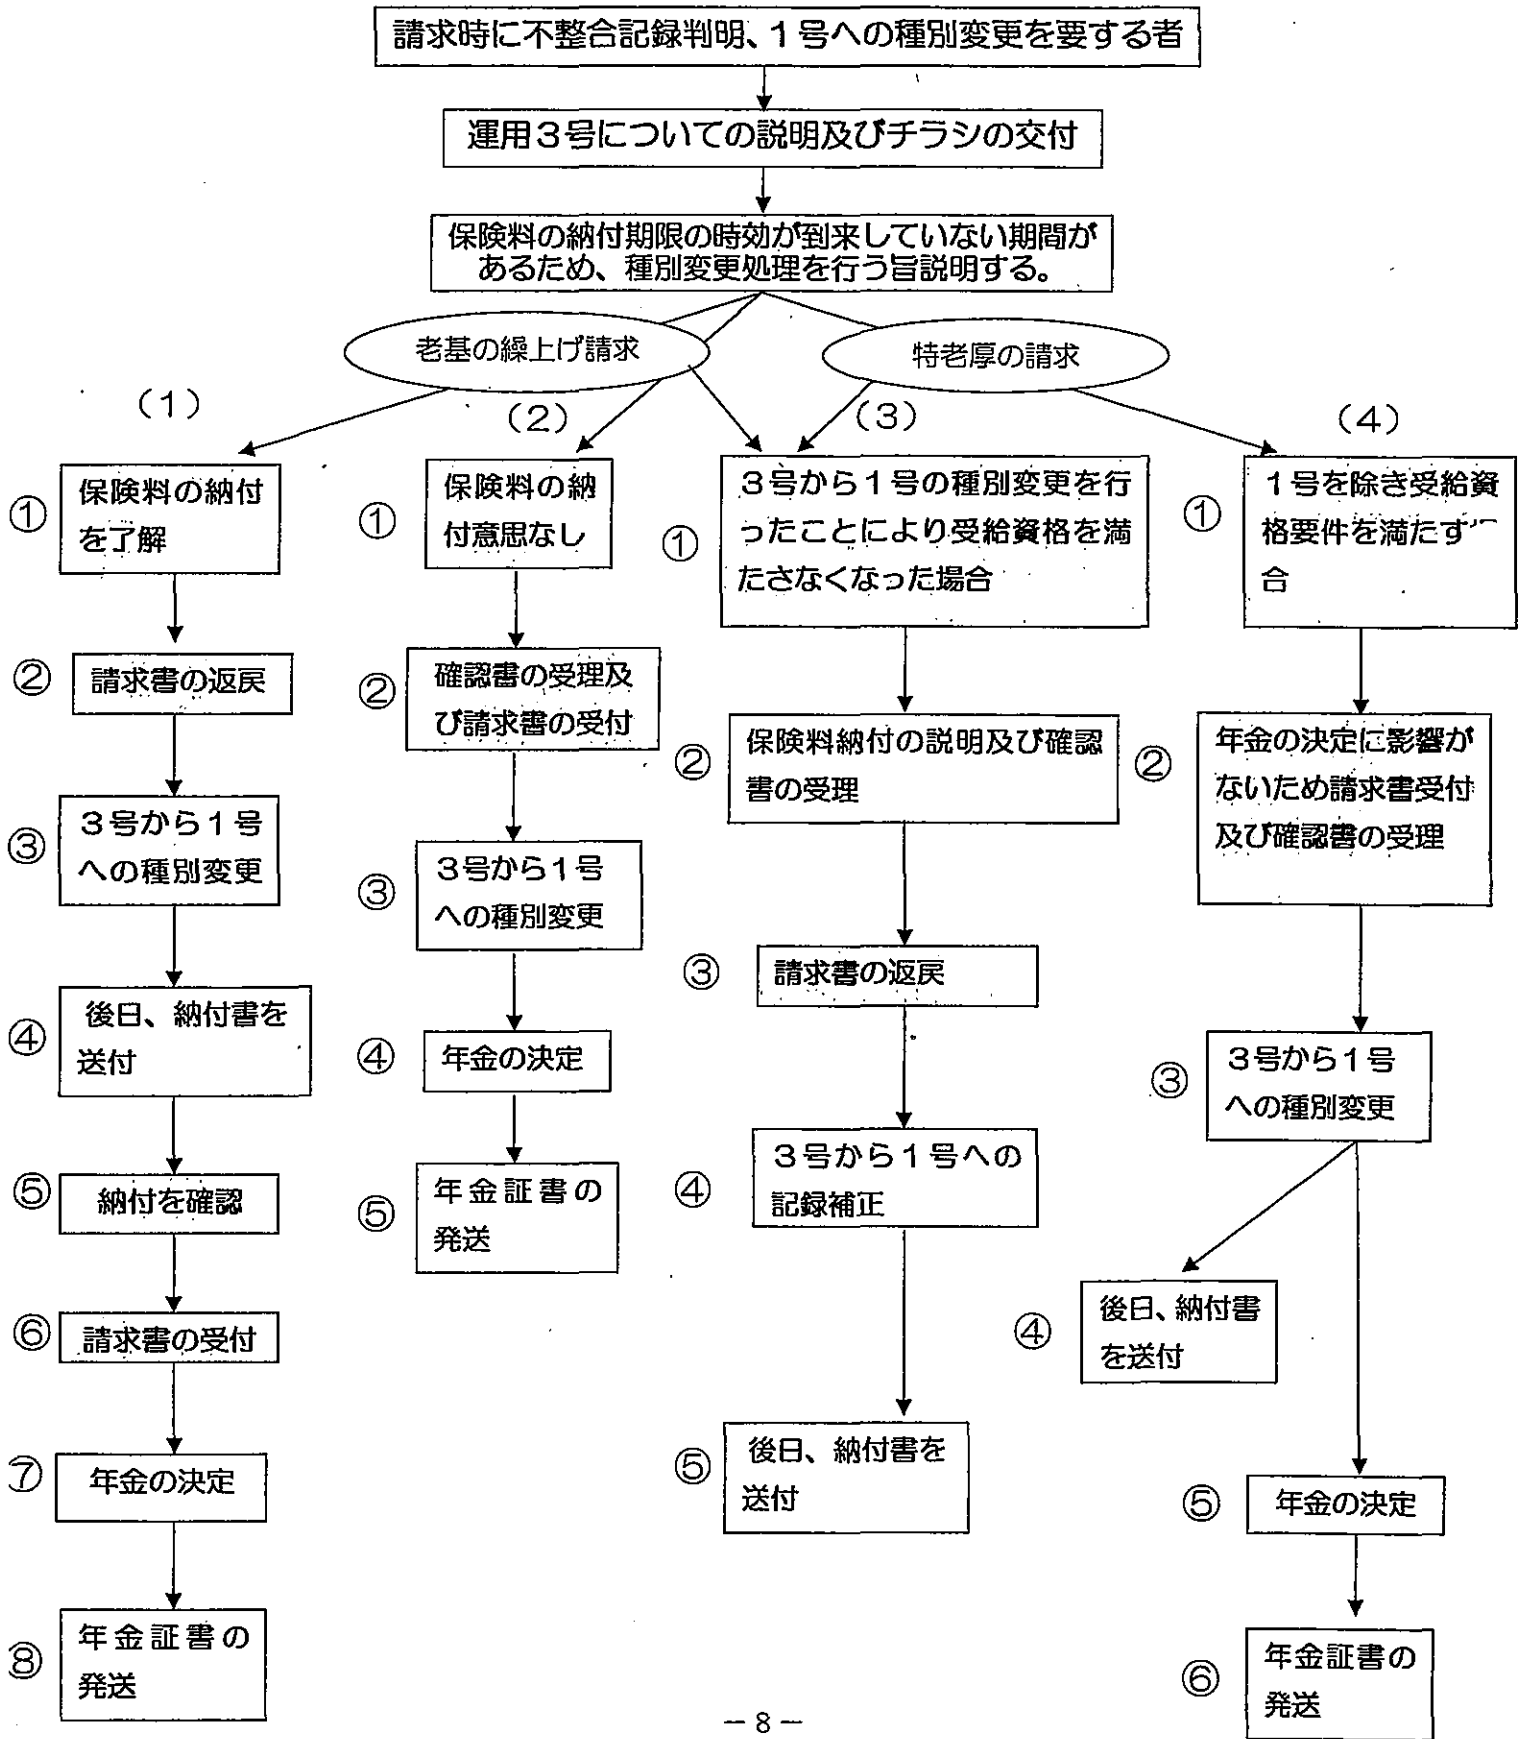 請求時に不整合記録判明、1号への種別変更を要する者
運用3号についての説明及びチラシの交付
保険料の納付期限の時効が到来していない期間が
あるため、種別変更処理を行う旨説明する。
老基の繰上げ請求
特老厚の請求
(1)
①
保険料の納付
を了解
②
請求書の返戻
③
3号から1号
への種別変更
④
後日、納付書を
送付
⑤
納付を確認
⑥
請求書の受付
⑦
年金の決定
⑧
年金証書の
発送
(2)
①
保険料の納
付意思なし
②
確認書の受理及
び請求書の受付
③
3号から1号
への種別変更
④
年金の決定
⑤
年金証書の
発送
(3)
①
3号から1号の種別変更を行
ったことにより受給資格を満
たさなくなった場合
②
保険料納付の説明及び確認
書の受理
③
請求書の返戻
④
3号から1号への
記録補正
⑤
後日、納付書を
送付
(4)
①
1号を除き受給資
格要件を満たす
合
②
年金の決定に影響が
ないため請求書受付
及び確認書の受理
③
3号から1号
への種別変更
④
後日、納付書
を送付
⑤
年金の決定
⑥
年金証書の
発送
－8－